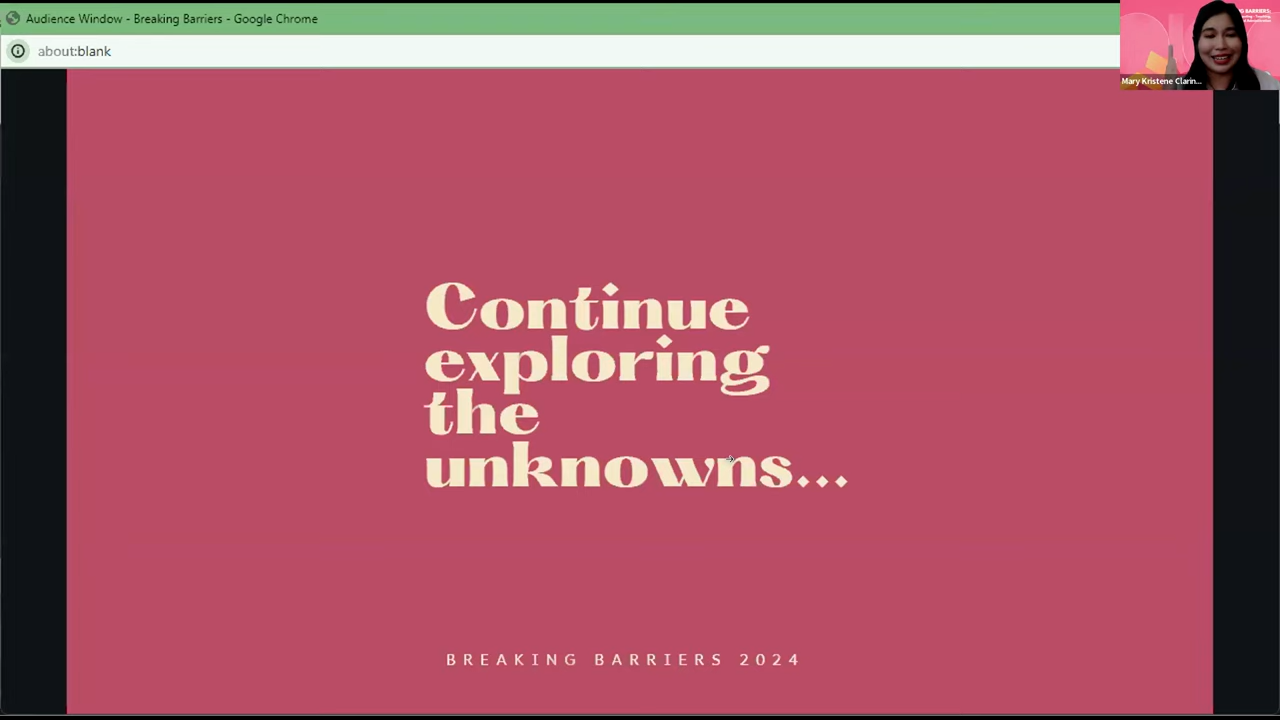 Audience Window - Breaking Barriers - Google Chrome
about:blank
Mary Kristene Clarin...
Continue
exploring
the
unknowns...
BREAKING BARRIERS 2024